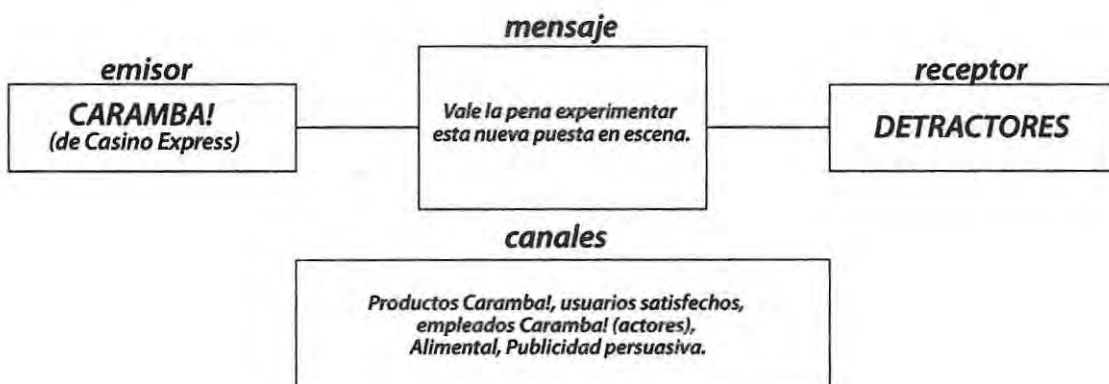 mensaje
emisor
receptor
CARAMBA!
(de Casino Express)
Vale la pena experimentar
esta nueva puesta en escena.
DETRACTORES
canales
Productos Caramba!, usuarios satisfechos,
empleados Caramba! (actores),
Alimental, Publicidad persuasiva.